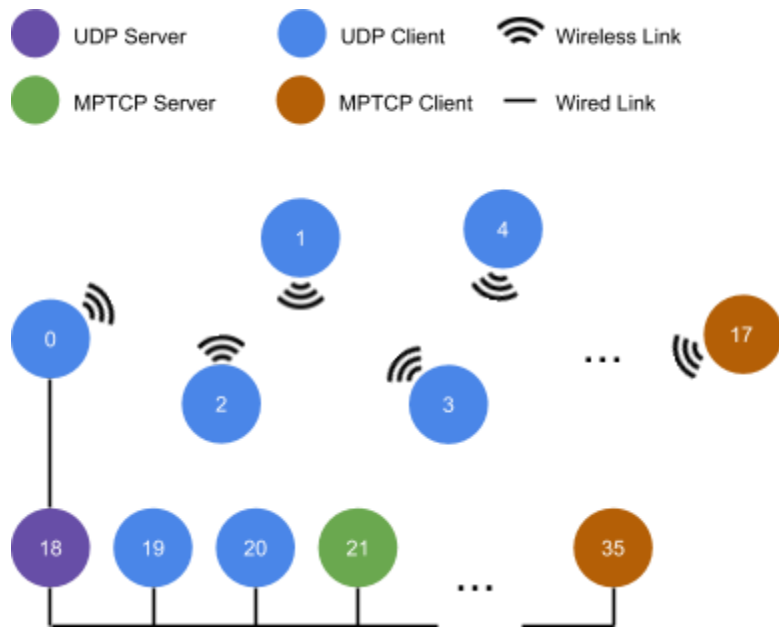 UDP Server UDP Client Wireless Link
MPTCP Server MPTCP Client Wired Link
1 4
0 17
2 3 ...
18 19 20 21 35
...